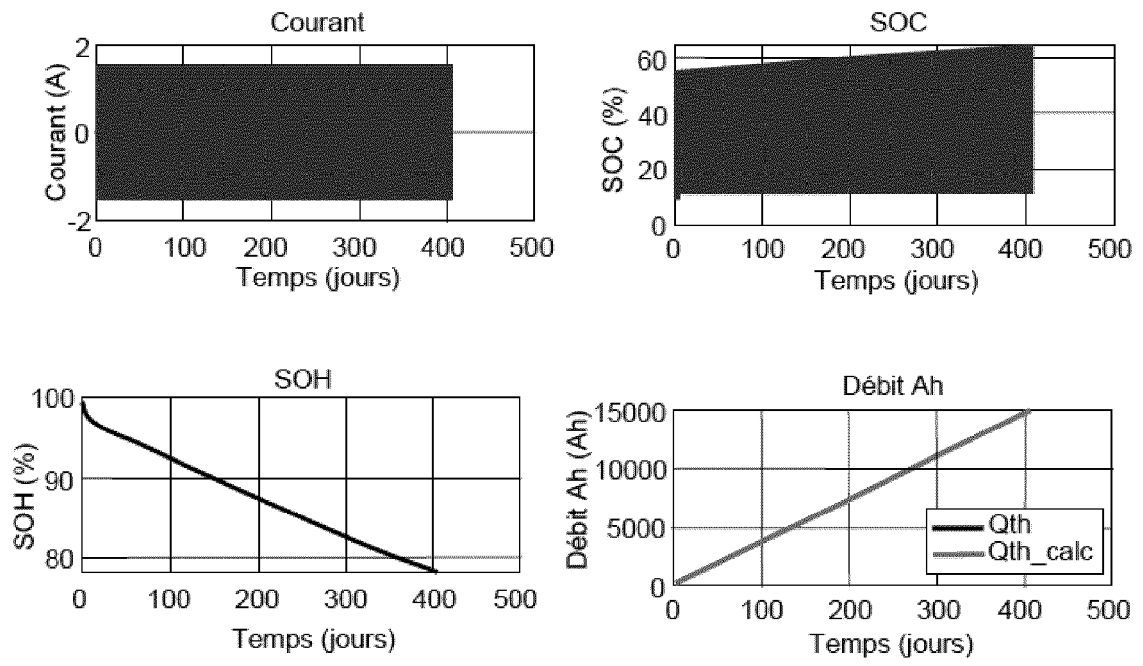 Courant
Courant (A)
2
0
-2
0 100 200 300 400 500
Temps (jours)
SOC
SOC (%)
60
40
20
0
0 100 200 300 400 500
Temps (jours)
SOH
SOH (%)
100
90
80
0 100 200 300 400 500
Temps (jours)
Débit Ah
Débit Ah (Ah)
15000
10000
5000
0
Qth
Qth_calc
0 100 200 300 400 500
Temps (jours)